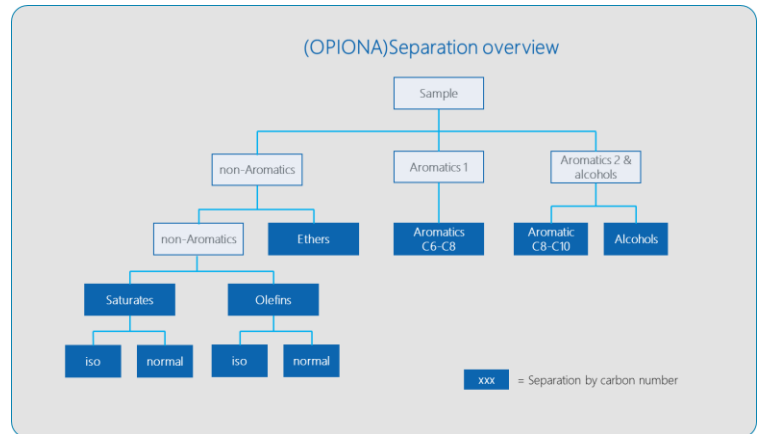 (OPIONA)Separation overview
Sample
non-Aromatics
Aromatics 1
Aromatics 2 &
alcohols
non-Aromatics
Ethers
Aromatics
C6-C8
Aromatic
C8-C10
Alcohols
Saturates
Olefins
iso
normal
iso
normal
xxx = Separation by carbon number